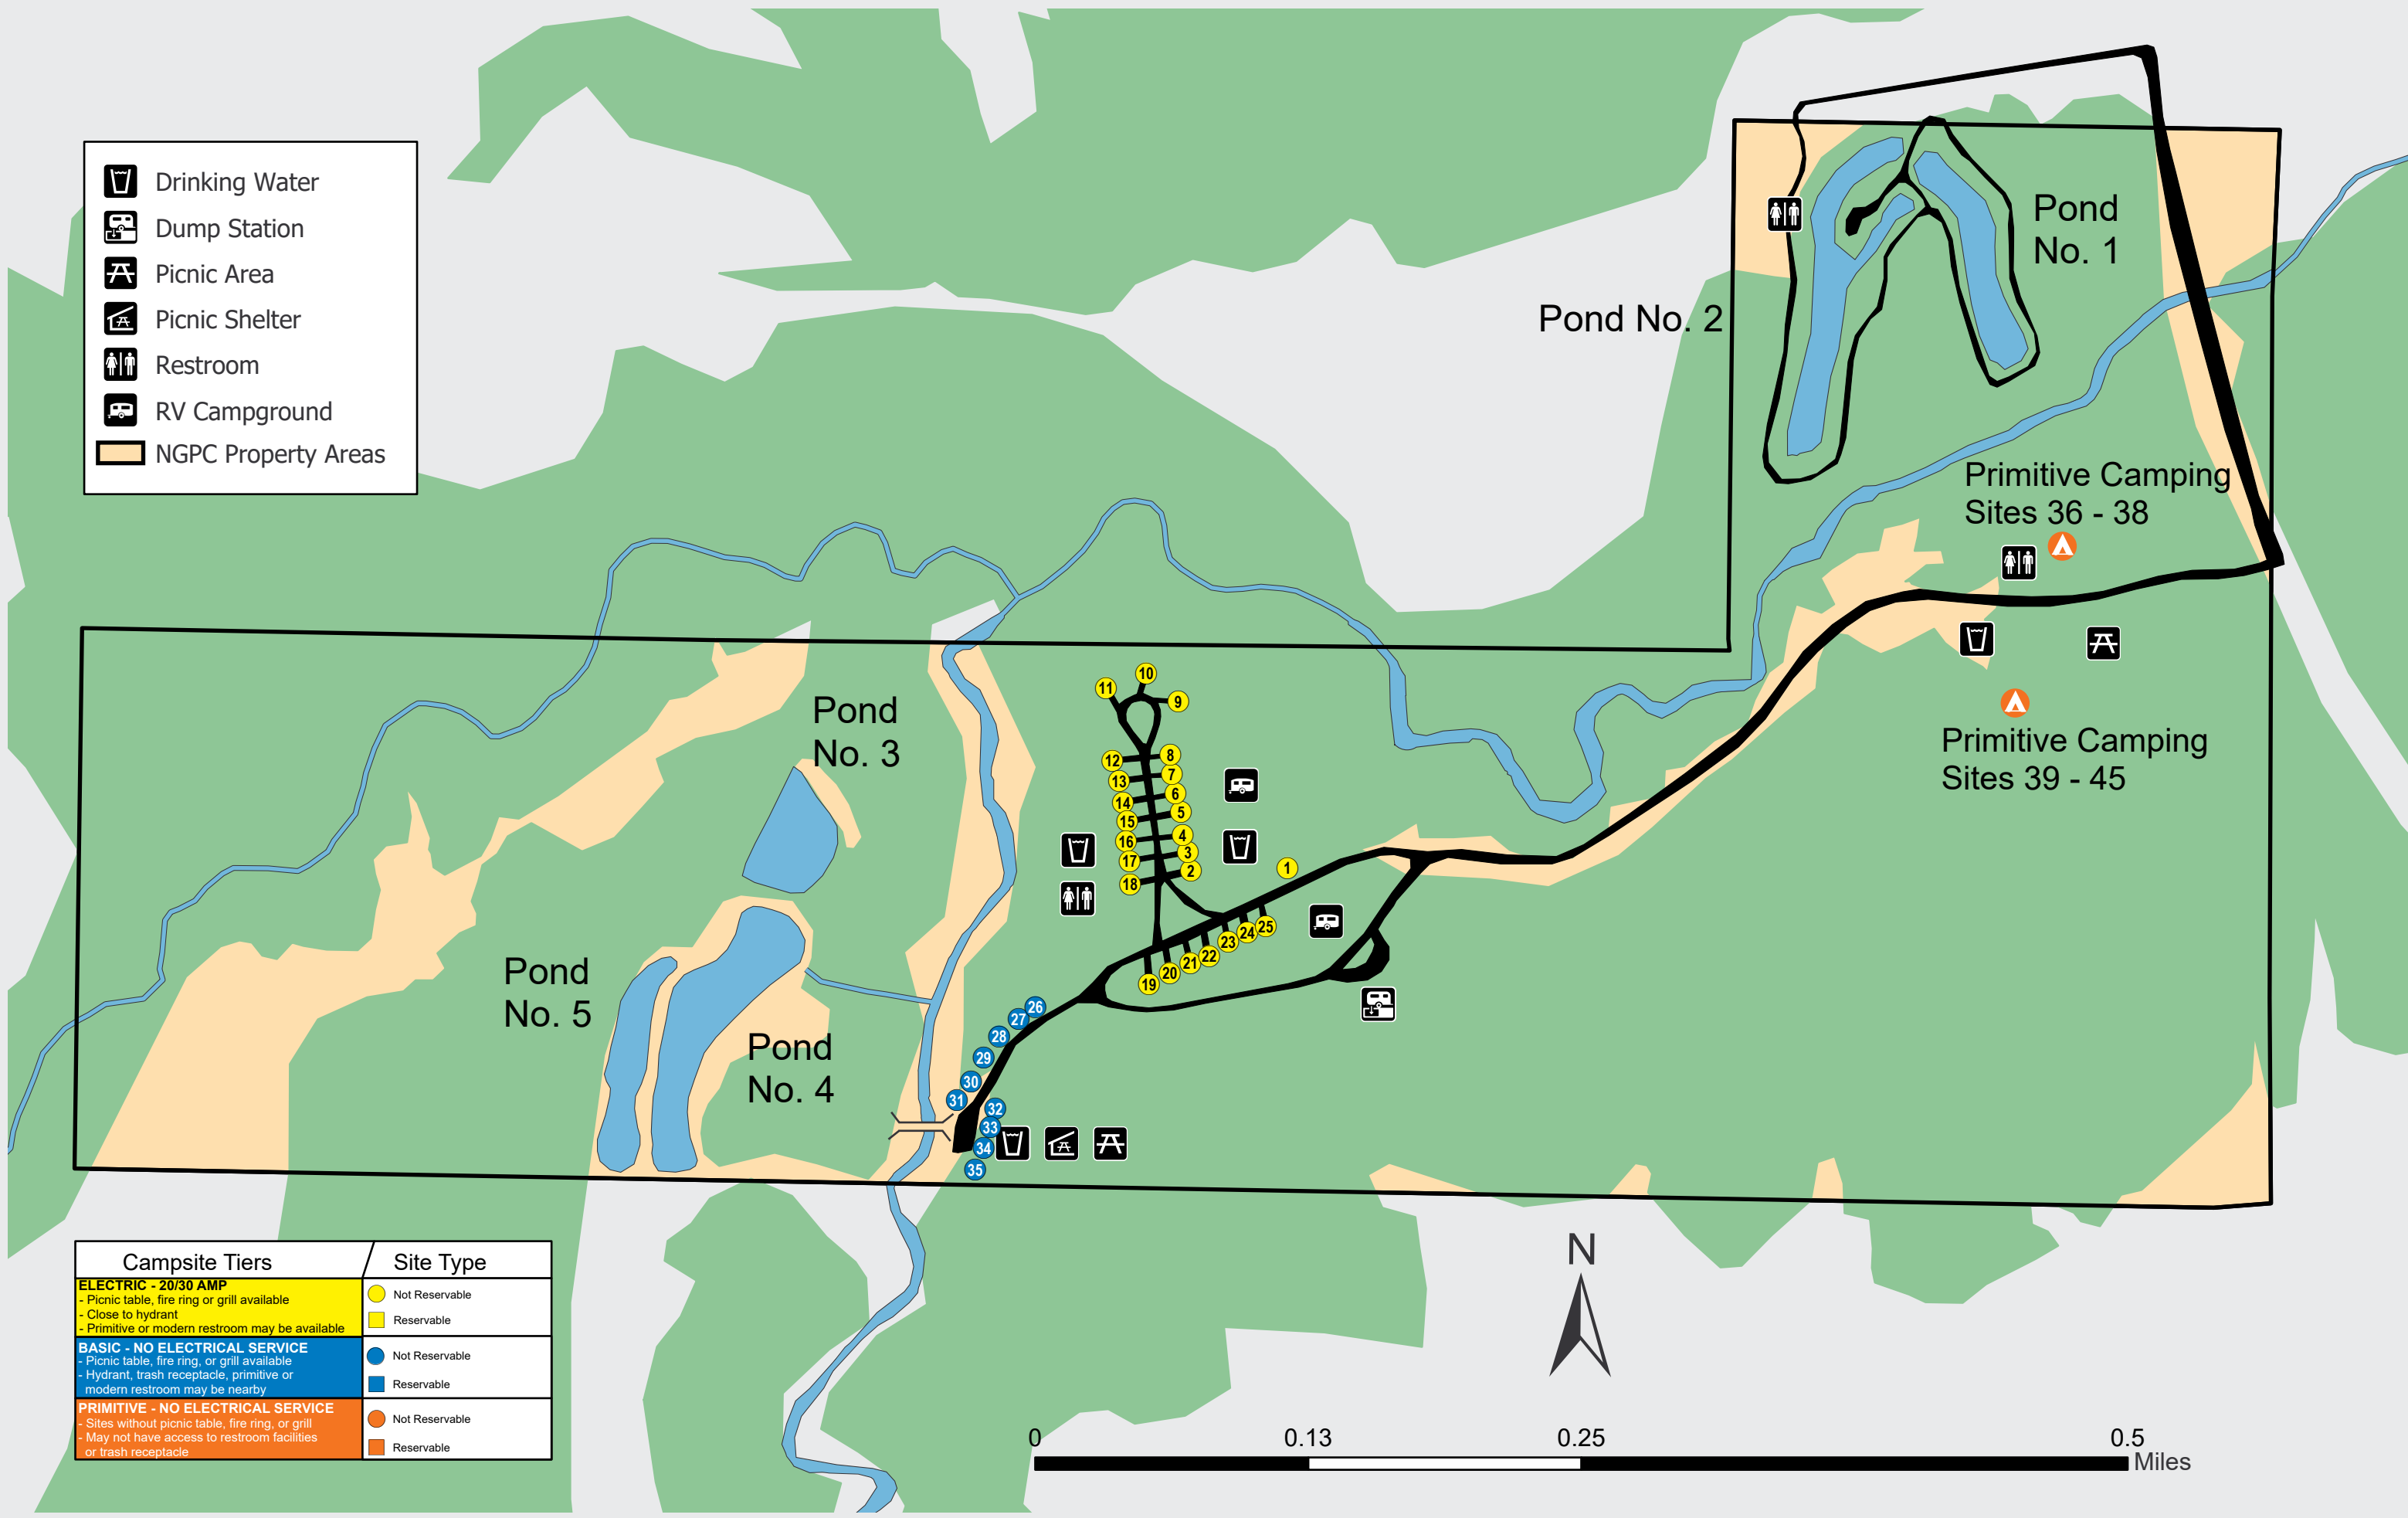 Drinking Water
Dump Station
Picnic Area
Picnic Shelter
Restroom
RV Campground
NGPC Property Areas
Pond
No. 1
Pond No. 2
Primitive Camping
Sites 36 - 38
Primitive Camping
Sites 39 - 45
Pond
No. 3
Pond
No. 5
Pond
No. 4
10
11
9
8
12
7
13
6
14
5
15
4
16
3
17
2
18
1
25
24
23
22
21
20
19
26
27
28
29
30
31
32
33
34
35
Campsite Tiers
Site Type
ELECTRIC - 20/30 AMP
- Picnic table, fire ring or grill available
- Close to hydrant
- Primitive or modern restroom may be available
Not Reservable
Reservable
BASIC - NO ELECTRICAL SERVICE
- Picnic table, fire ring, or grill available
- Hydrant, trash receptacle, primitive or
modern restroom may be nearby
Not Reservable
Reservable
PRIMITIVE - NO ELECTRICAL SERVICE
- Sites without picnic table, fire ring, or grill
- May not have access to restroom facilities
or trash receptacle
Not Reservable
Reservable
N
0 0.13 0.25 0.5
Miles